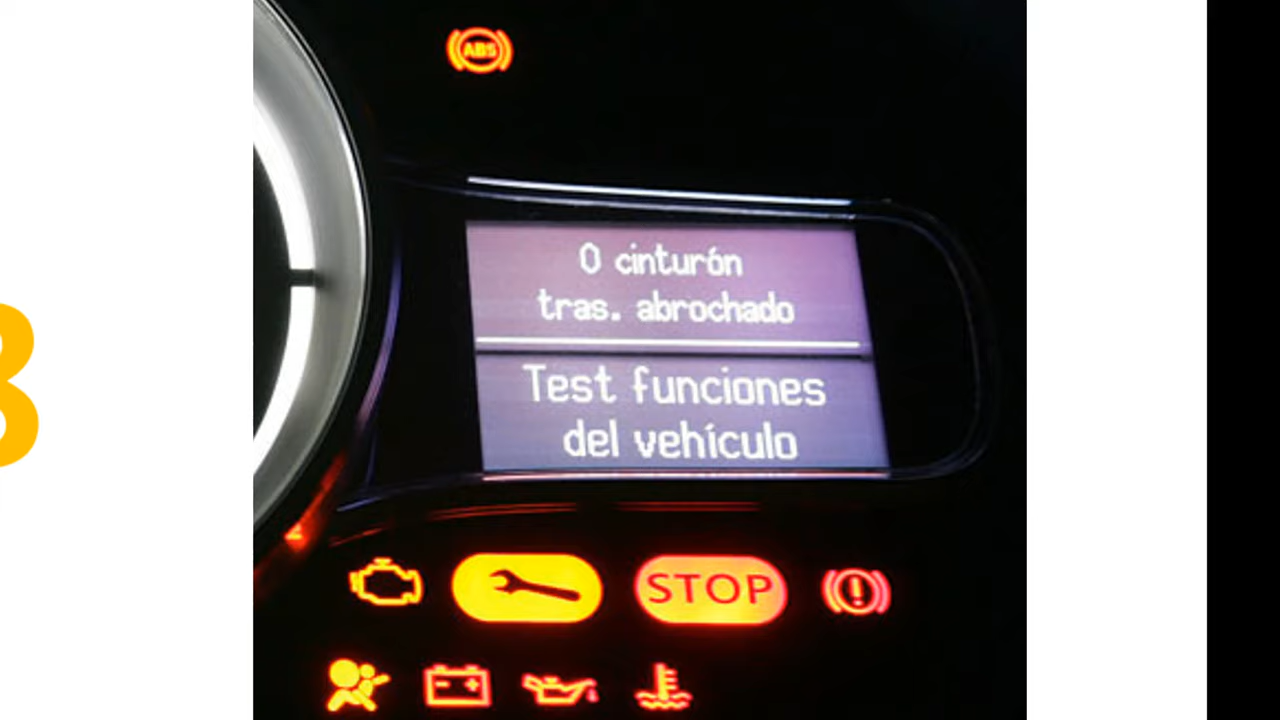 ABS
0 cinturón
tras. abrochado
Test funciones
del vehículo
STOP